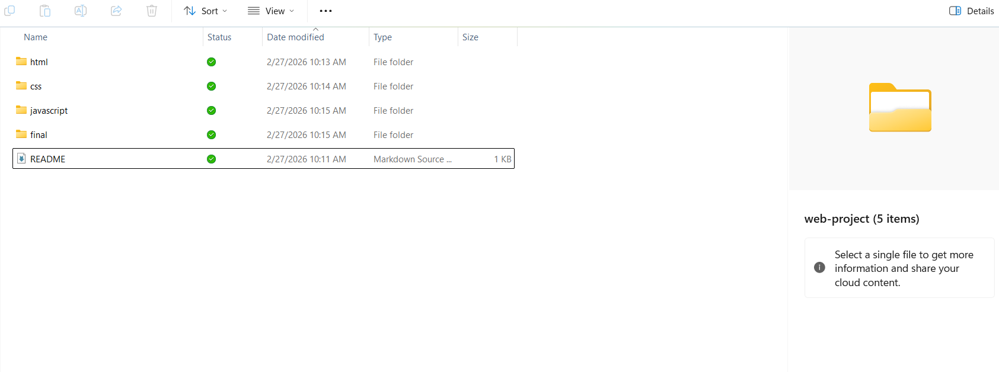 Sort View ... Details
Name Status Date modified Type Size
html 2/27/2026 10:13 AM File folder
css 2/27/2026 10:14 AM File folder
javascript 2/27/2026 10:15 AM File folder
final 2/27/2026 10:15 AM File folder
README 2/27/2026 10:11 AM Markdown Source ... 1 KB
web-project (5 items)
Select a single file to get more
information and share your
cloud content.